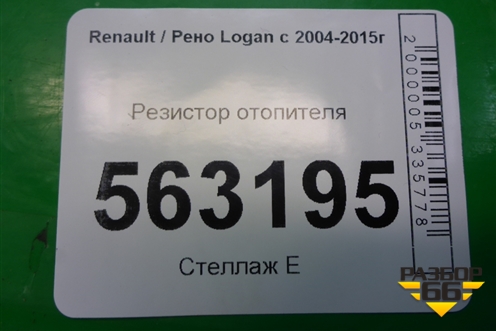 Renault / Рено Logan с 2004-2015г
Резистор отопителя
563195
Стеллаж Е
2000005335778
РАЗБОР
66